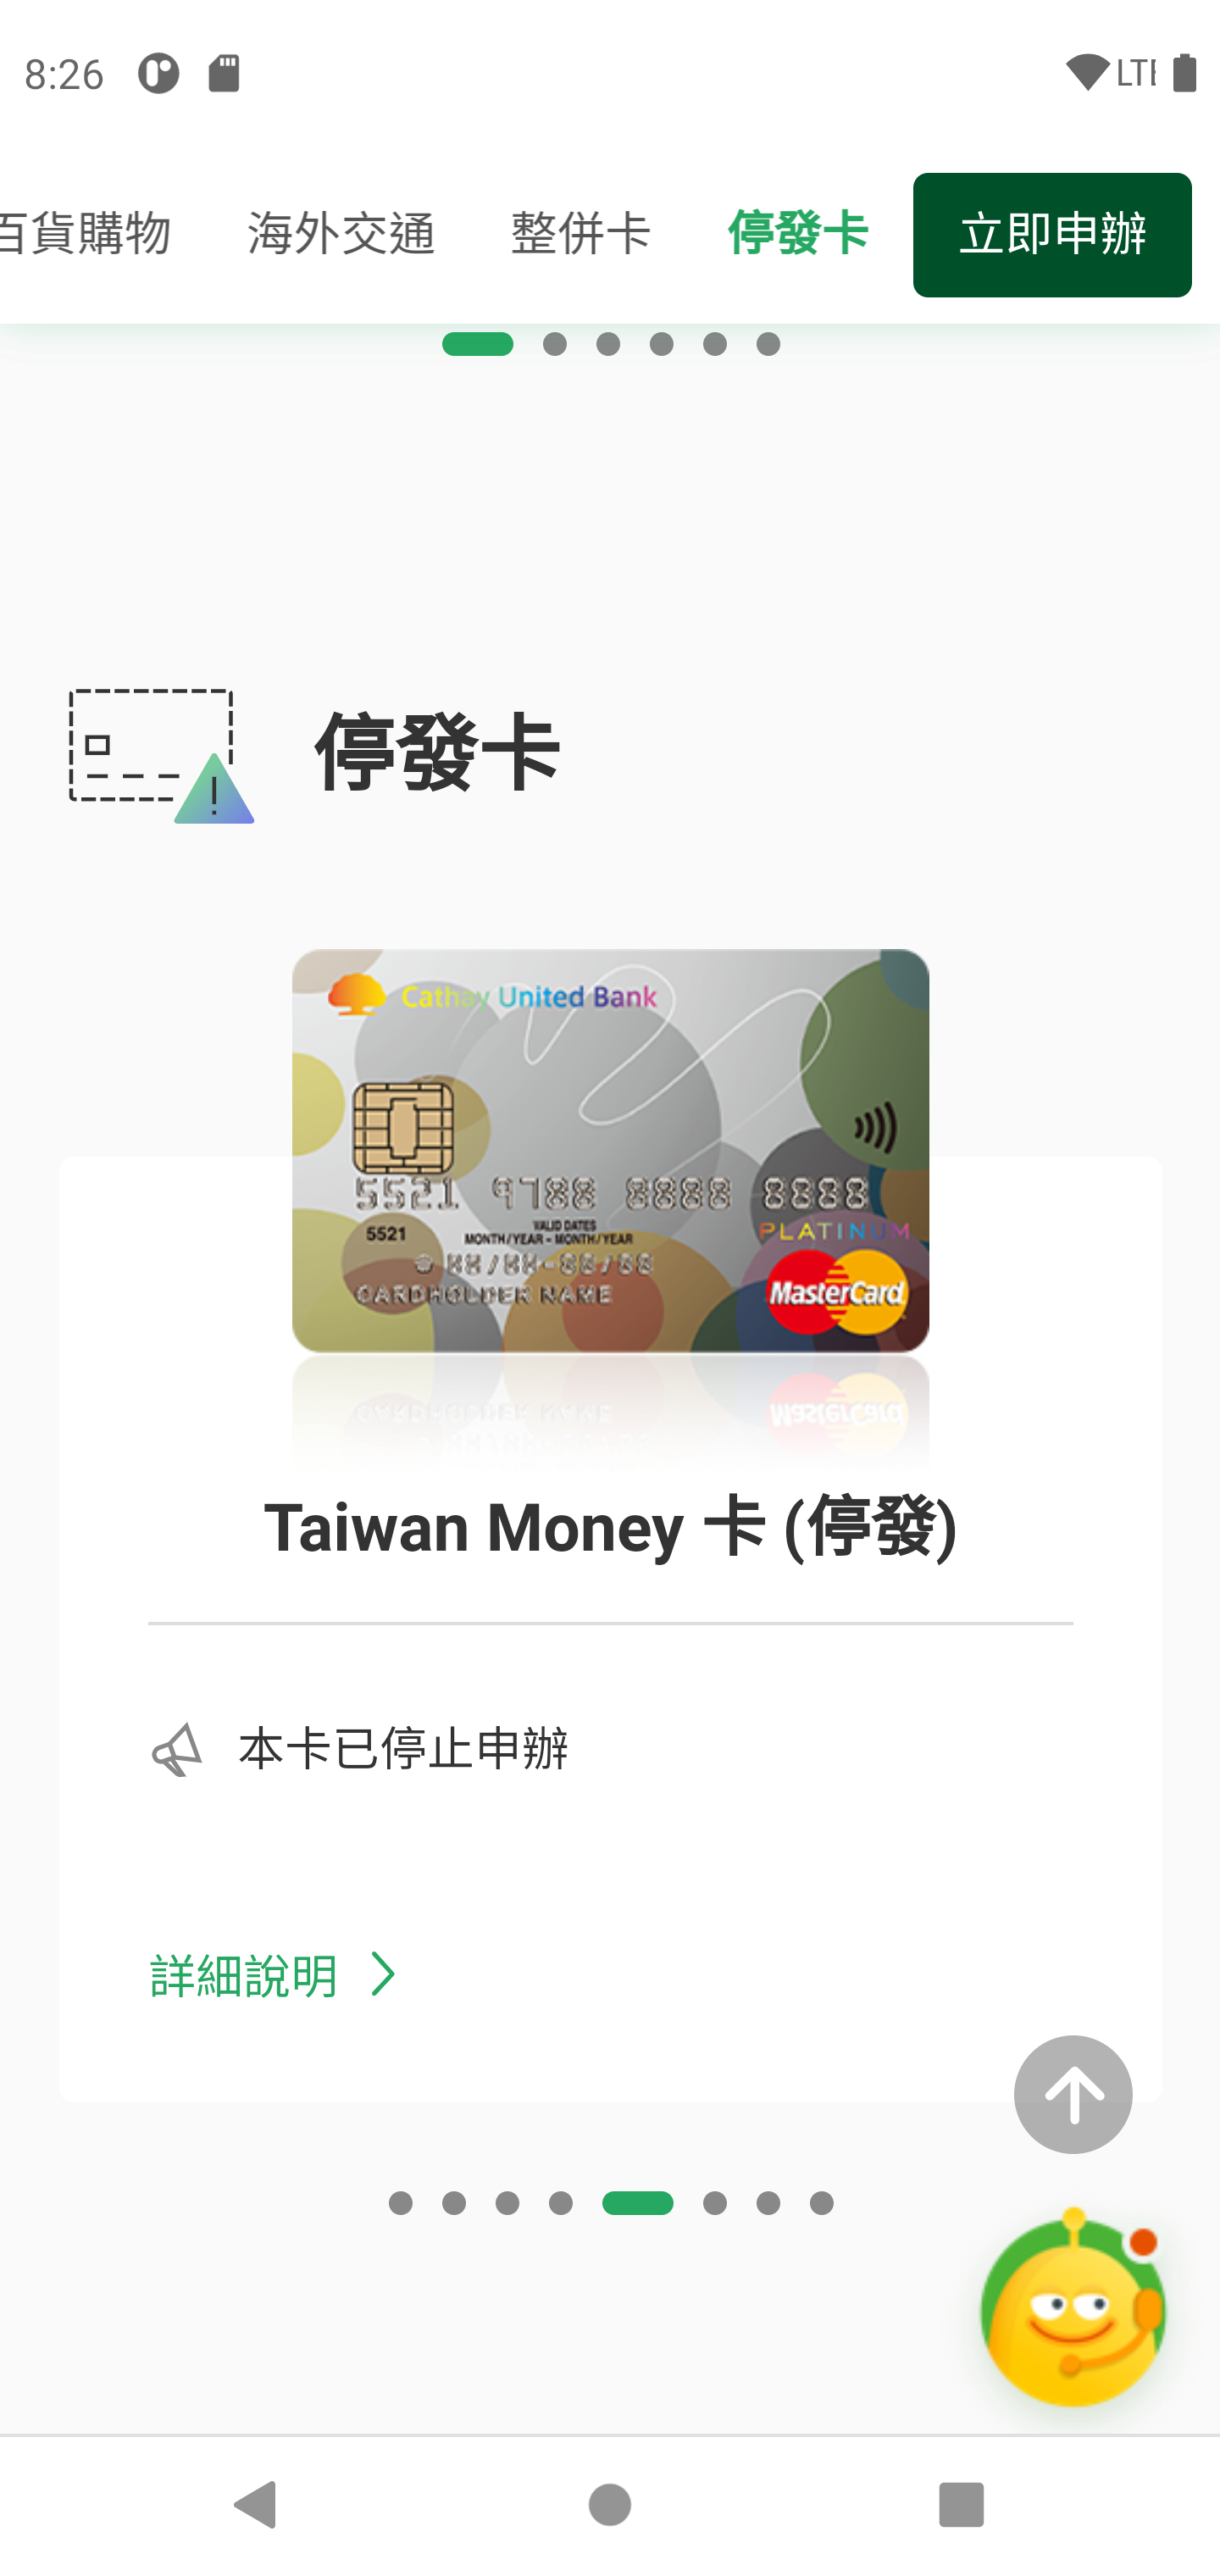 8:26
LTE
百貨購物
海外交通
整併卡
停發卡
立即申辦
停發卡
Cathay United Bank
5521 9788 8888 8888
5521
VALID DATES
MONTH/YEAR - MONTH/YEAR
88/88-88/88
CARDHOLDER NAME
PLATINUM
MasterCard
Taiwan Money 卡 (停發)
本卡已停止申辦
詳細說明